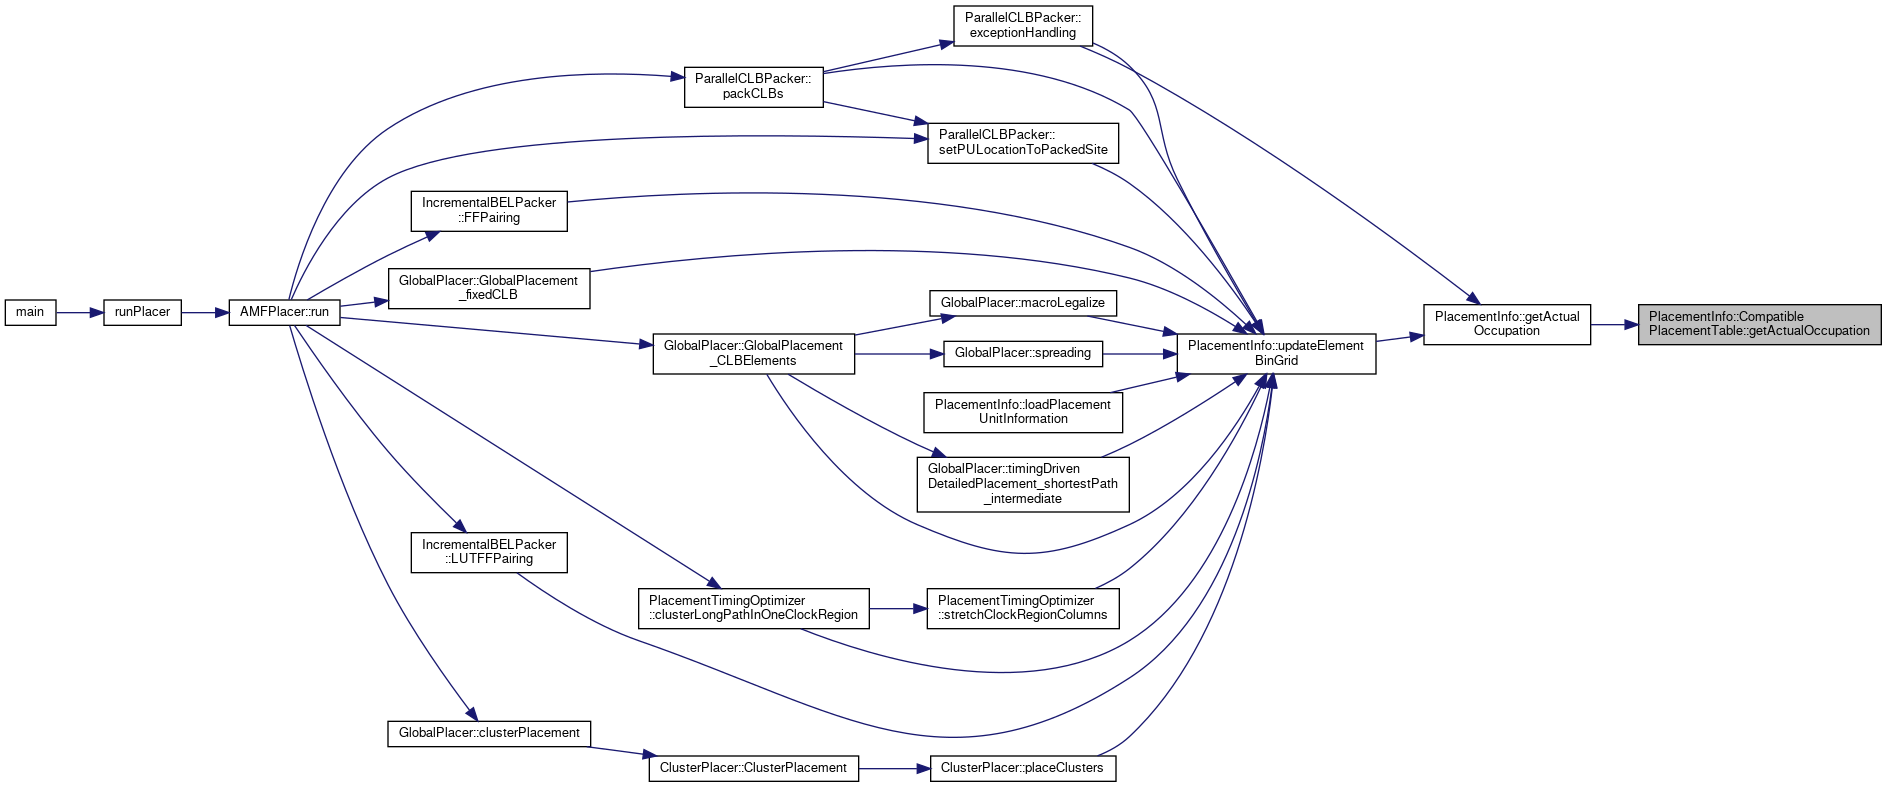 ParallelCLBPacker::
exceptionHandling
ParallelCLBPacker::
packCLBs
ParallelCLBPacker::
setPULocationToPackedSite
IncrementalBELPacker
::FFPairing
GlobalPlacer::GlobalPlacement
_fixedCLB
main
runPlacer
AMFPlacer::run
GlobalPlacer::macroLegalize
GlobalPlacer::GlobalPlacement
_CLBElements
GlobalPlacer::spreading
PlacementInfo::updateElement
BinGrid
PlacementInfo::getActual
Occupation
PlacementInfo::Compatible
PlacementTable::getActualOccupation
PlacementInfo::loadPlacement
UnitInformation
GlobalPlacer::timingDriven
DetailedPlacement_shortestPath
_intermediate
IncrementalBELPacker
::LUTFFPairing
PlacementTimingOptimizer
::clusterLongPathInOneClockRegion
PlacementTimingOptimizer
::stretchClockRegionColumns
GlobalPlacer::clusterPlacement
ClusterPlacer::ClusterPlacement
ClusterPlacer::placeClusters